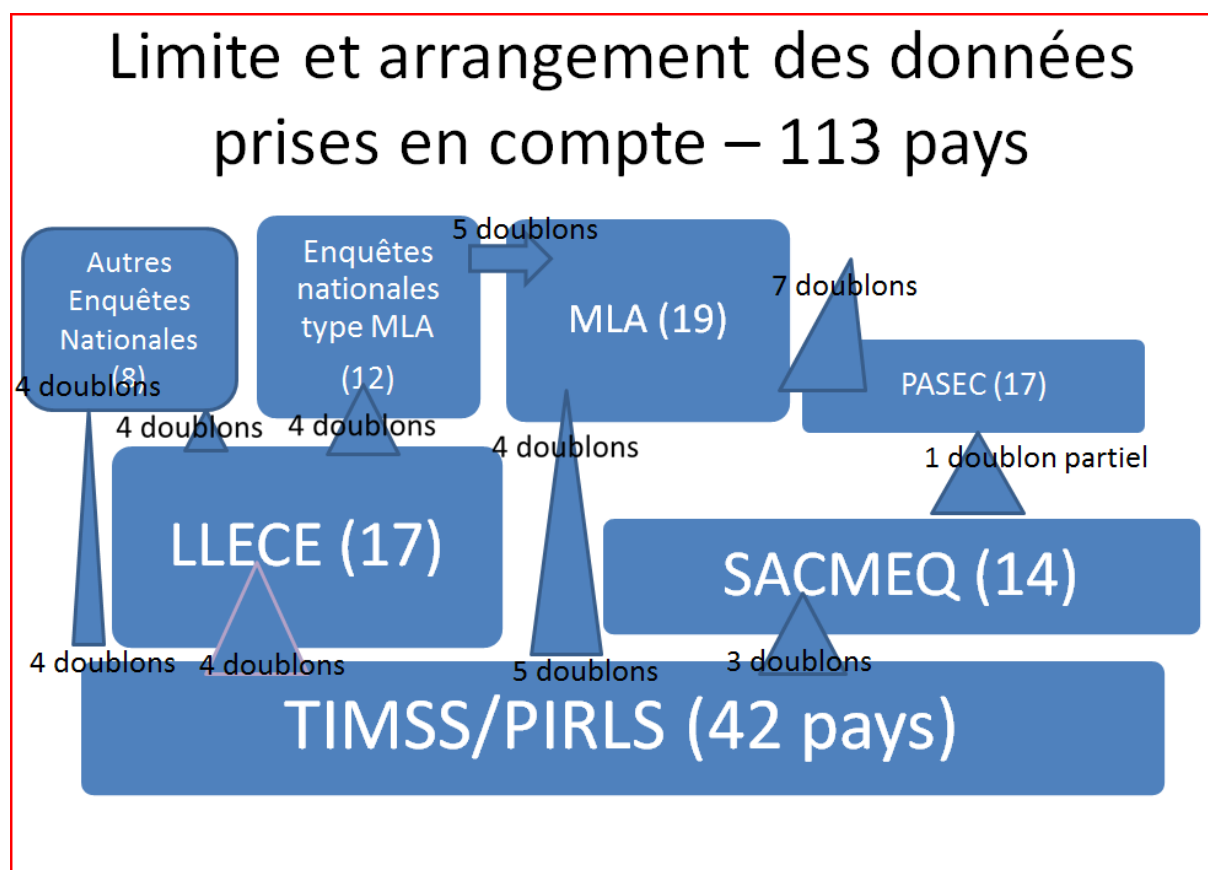 Limite et arrangement des données
prises en compte – 113 pays
Autres
Enquêtes
Nationales
(8)
4 doublons
Enquêtes
nationales
type MLA
(12)
5 doublons
MLA (19)
7 doublons
PASEC (17)
4 doublons
4 doublons
4 doublons
1 doublon partiel
LLECE (17)
SACMEQ (14)
4 doublons
4 doublons
5 doublons
3 doublons
TIMSS/PIRLS (42 pays)